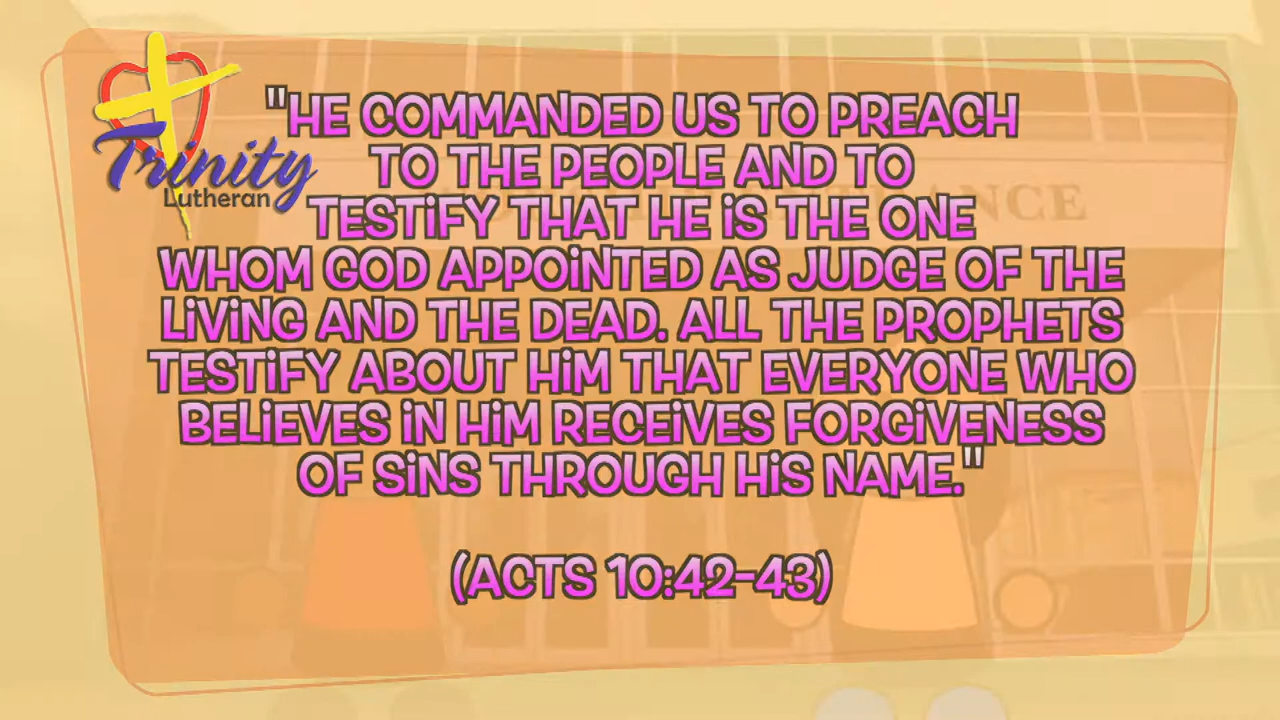 Trinity
Lutheran
"HE COMMANDED US TO PREACH
TO THE PEOPLE AND TO
TESTiFY THAT HE iS THE ONE
WHOM GOD APPOiNTED AS JUDGE OF THE
LiViNG AND THE DEAD. ALL THE PROPHETS
TESTiFY ABOUT HiM THAT EVERYONE WHO
BELiEVES iN HiM RECEiVES FORGiVENESS
OF SiNS THROUGH HiS NAME."
(ACTS 10:42-43)